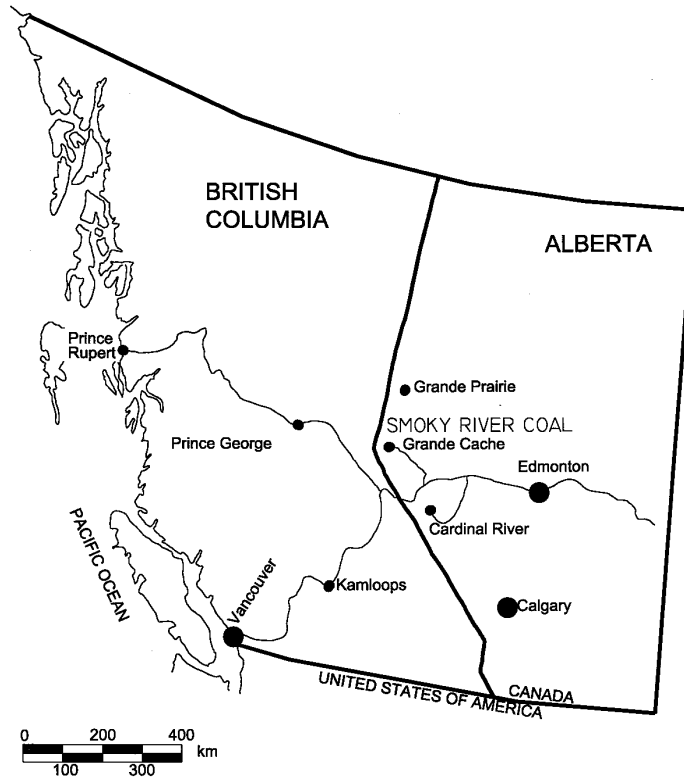 BRITISH
COLUMBIA
ALBERTA
Prince
Rupert
Grande Prairie
SMOKY RIVER COAL
Grande Cache
Prince George
Edmonton
Cardinal River
PACIFIC OCEAN
Vancouver
Kamloops
Calgary
UNITED STATES OF AMERICA
CANADA
0 200 400
km
100 300